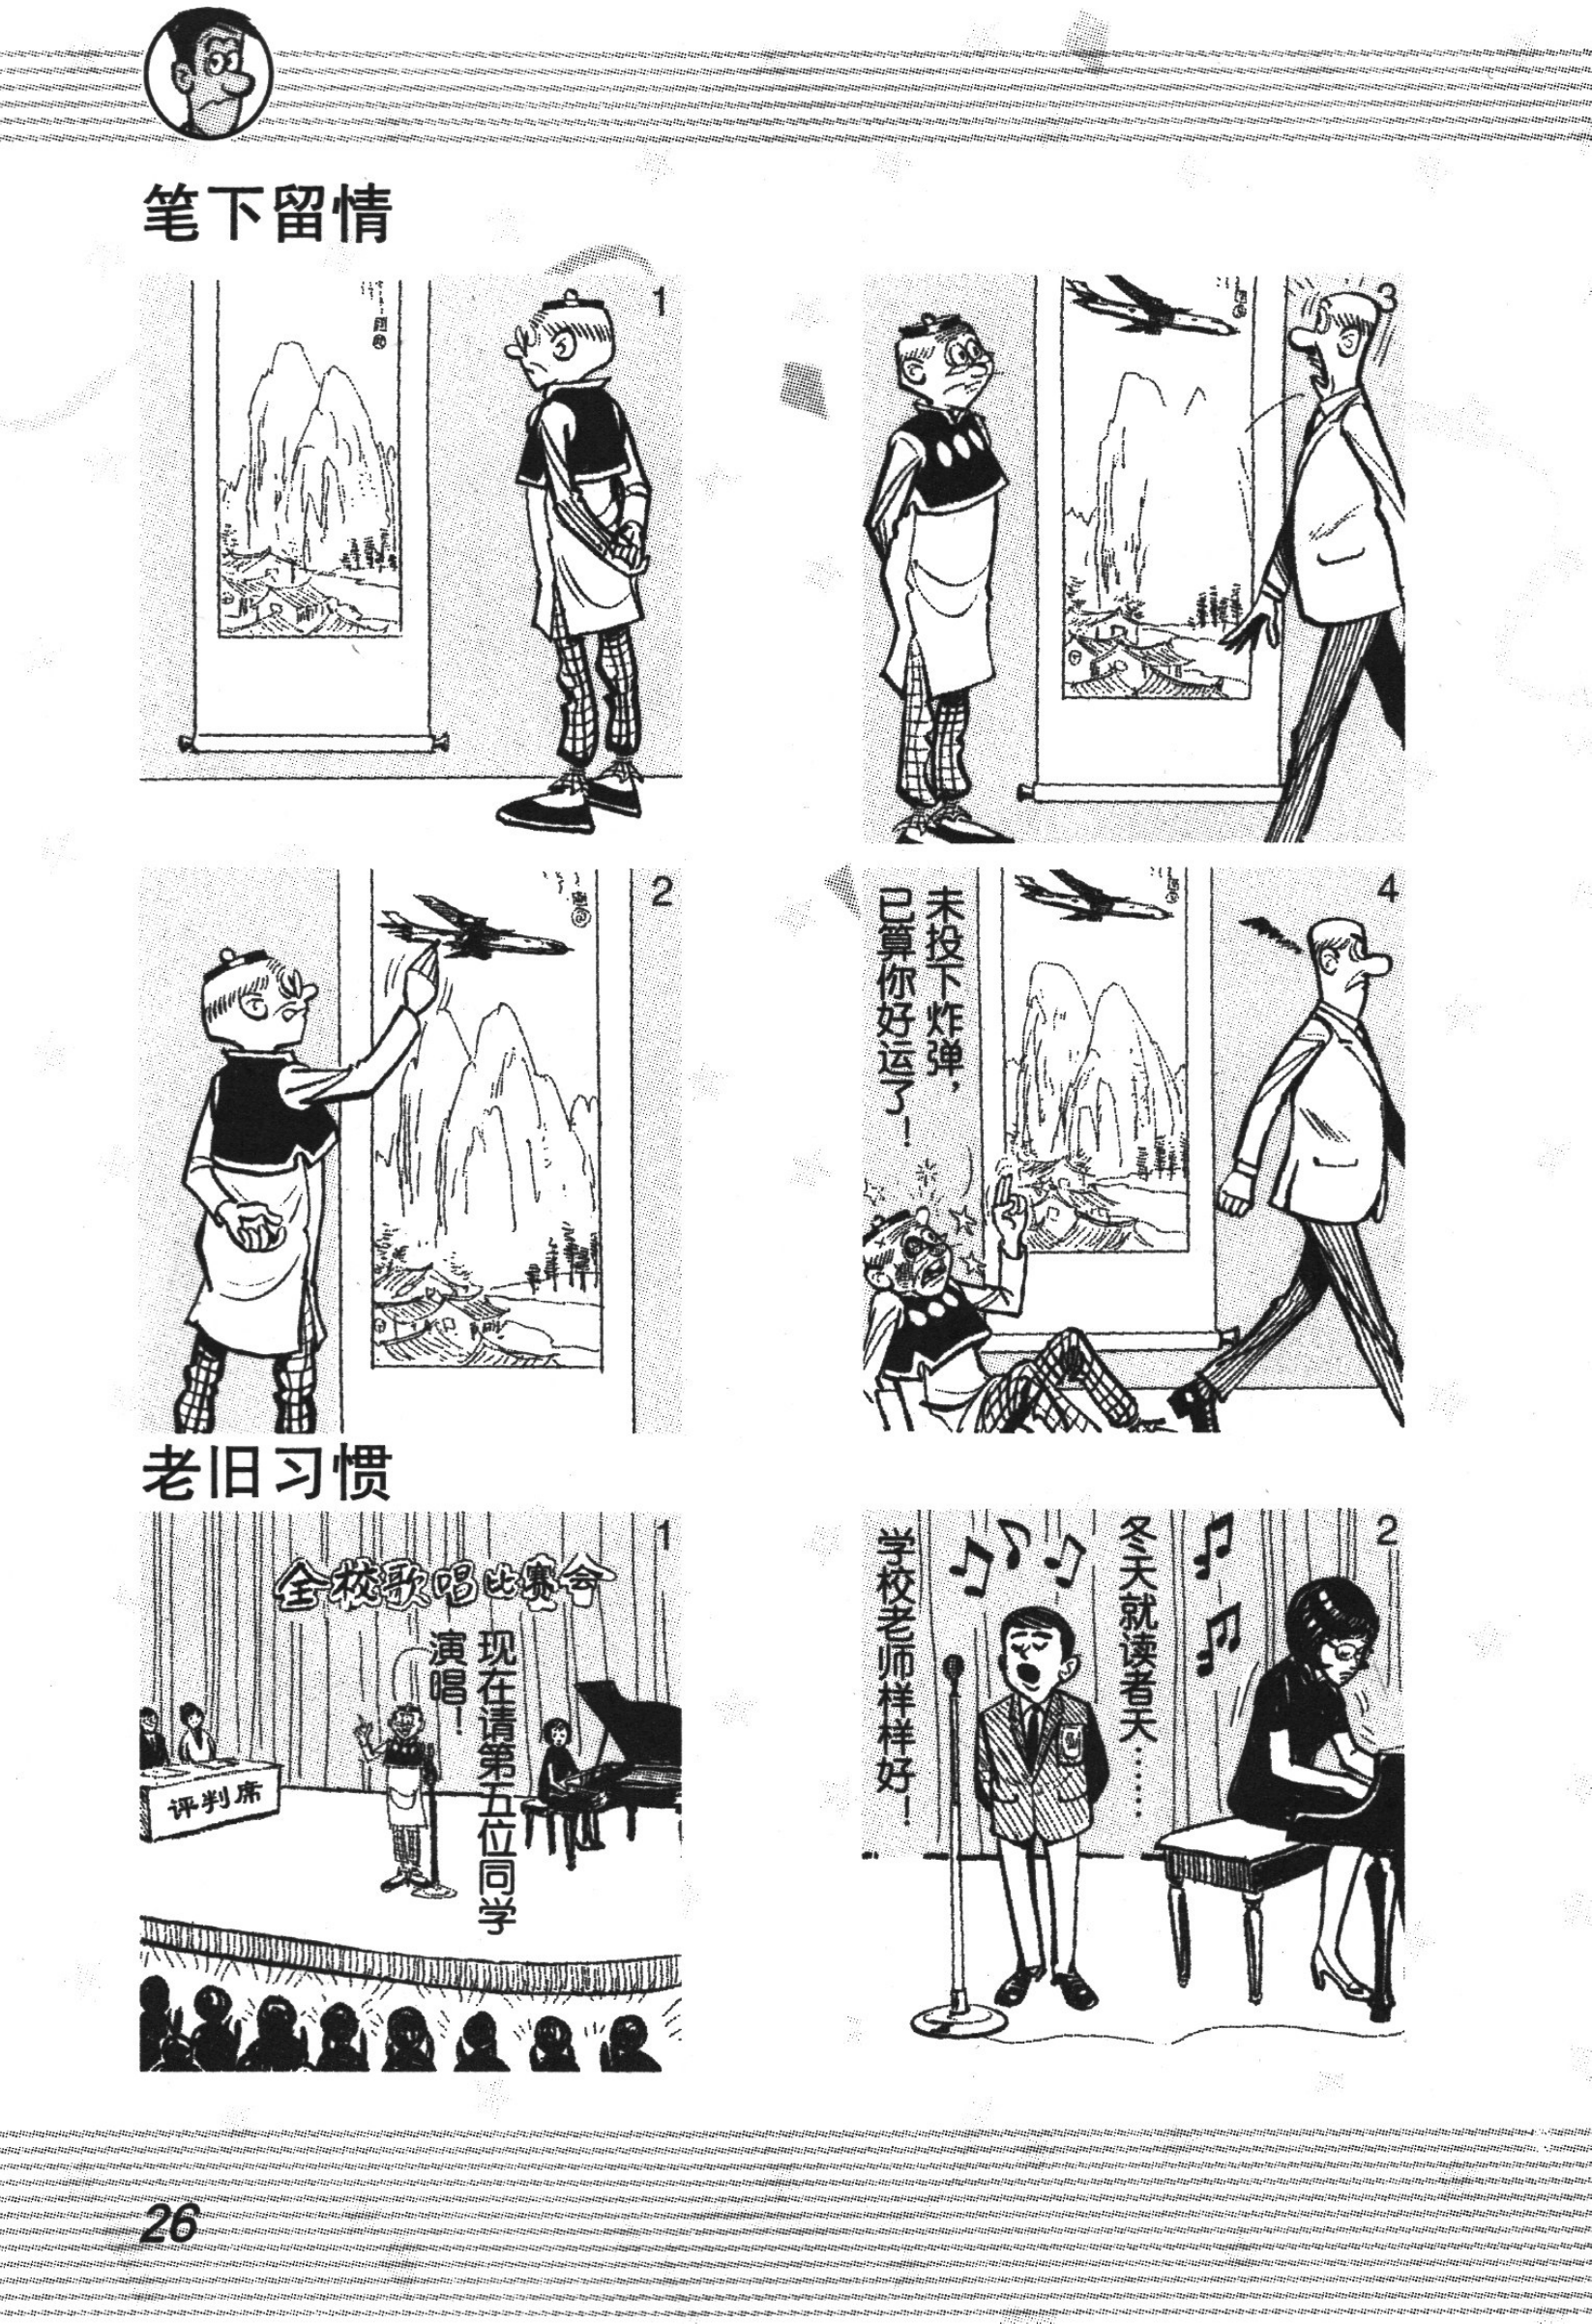 笔下留情
1
2
3
4
未投下炸弹，
已算你好运了！
老旧习惯
1
全校歌唱比赛会
现在请第五位同学
演唱！
评判席
2
冬天就读者天……
学校老师样样好！
26